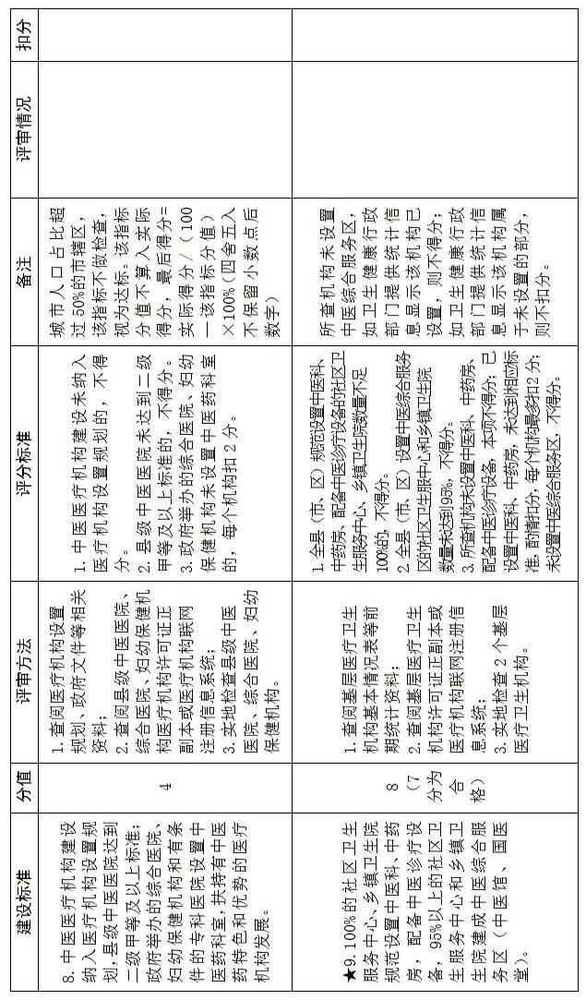 建设标准
分值
评审方法
评分标准
备注
评审情况
扣分
8. 中医医疗机构建设
纳入医疗机构设置规
划,县级中医医院达到
二级甲等及以上标准;
政府举办的综合医院、
妇幼保健机构和有条
件的专科医院设置中
医药科室,扶持有中医
药特色和优势的医疗
机构发展。
4
1. 查阅医疗机构设置
规划、政府文件等相关
资料;
2. 查阅县级中医医院、
综合医院、妇幼保健机
构医疗机构许可证正
副本或医疗机构联网
注册信息系统;
3. 实地检查县级中医
医院、综合医院、妇幼
保健机构。
1. 中医医疗机构建设未纳入
医疗机构设置规划的，不得
分。
2. 县级中医医院未达到二级
甲等及以上标准的，不得分。
3. 政府举办的综合医院、妇幼
保健机构未设置中医药科室
的，每个机构扣 2 分。
城市人口占比超
过 50%的市辖区，
该指标不做检查，
视为达标。该指标
分值不算入实际
得分，最后得分=
实际得分/（100
—该指标分值）
×100%(四舍五入
不保留小数点后
数字)
★9.100%的社区卫生
服务中心、乡镇卫生院
规范设置中医科、中药
房，配备中医诊疗设
备，95%以上的社区卫
生服务中心和乡镇卫
生院建成中医综合服
务区（中医馆、国医
堂）。
8
（7
分为
合
格）
1. 查阅基层医疗卫生
机构基本情况表等前
期统计资料;
2. 查阅基层医疗卫生
机构许可证正副本或
医疗机构联网注册信
息系统;
3. 实地检查 2 个基层
医疗卫生机构。
1. 全县（市、区）规范设置中医科、
中药房、配备中医诊疗设备的社区卫
生服务中心、乡镇卫生院数量不足
100%的，不得分。
2. 全县（市、区）设置中医综合服务
区的社区卫生服中心和乡镇卫生院
数量未达到 95%，不得分。
3. 所查机构未设置中医科、中药房、
配备中医诊疗设备，本项不得分；已
设置中医科、中药房，未达到相应标
准，酌情扣分，每个机构最多扣 2 分；
未设置中医综合服务区，不得分。
所查机构未设置
中医综合服务区，
如卫生健康行政
部门提供统计信
息显示该机构已
设置，则不得分；
如卫生健康行政
部门提供统计信
息显示该机构属
于未设置的部分，
则不扣分。